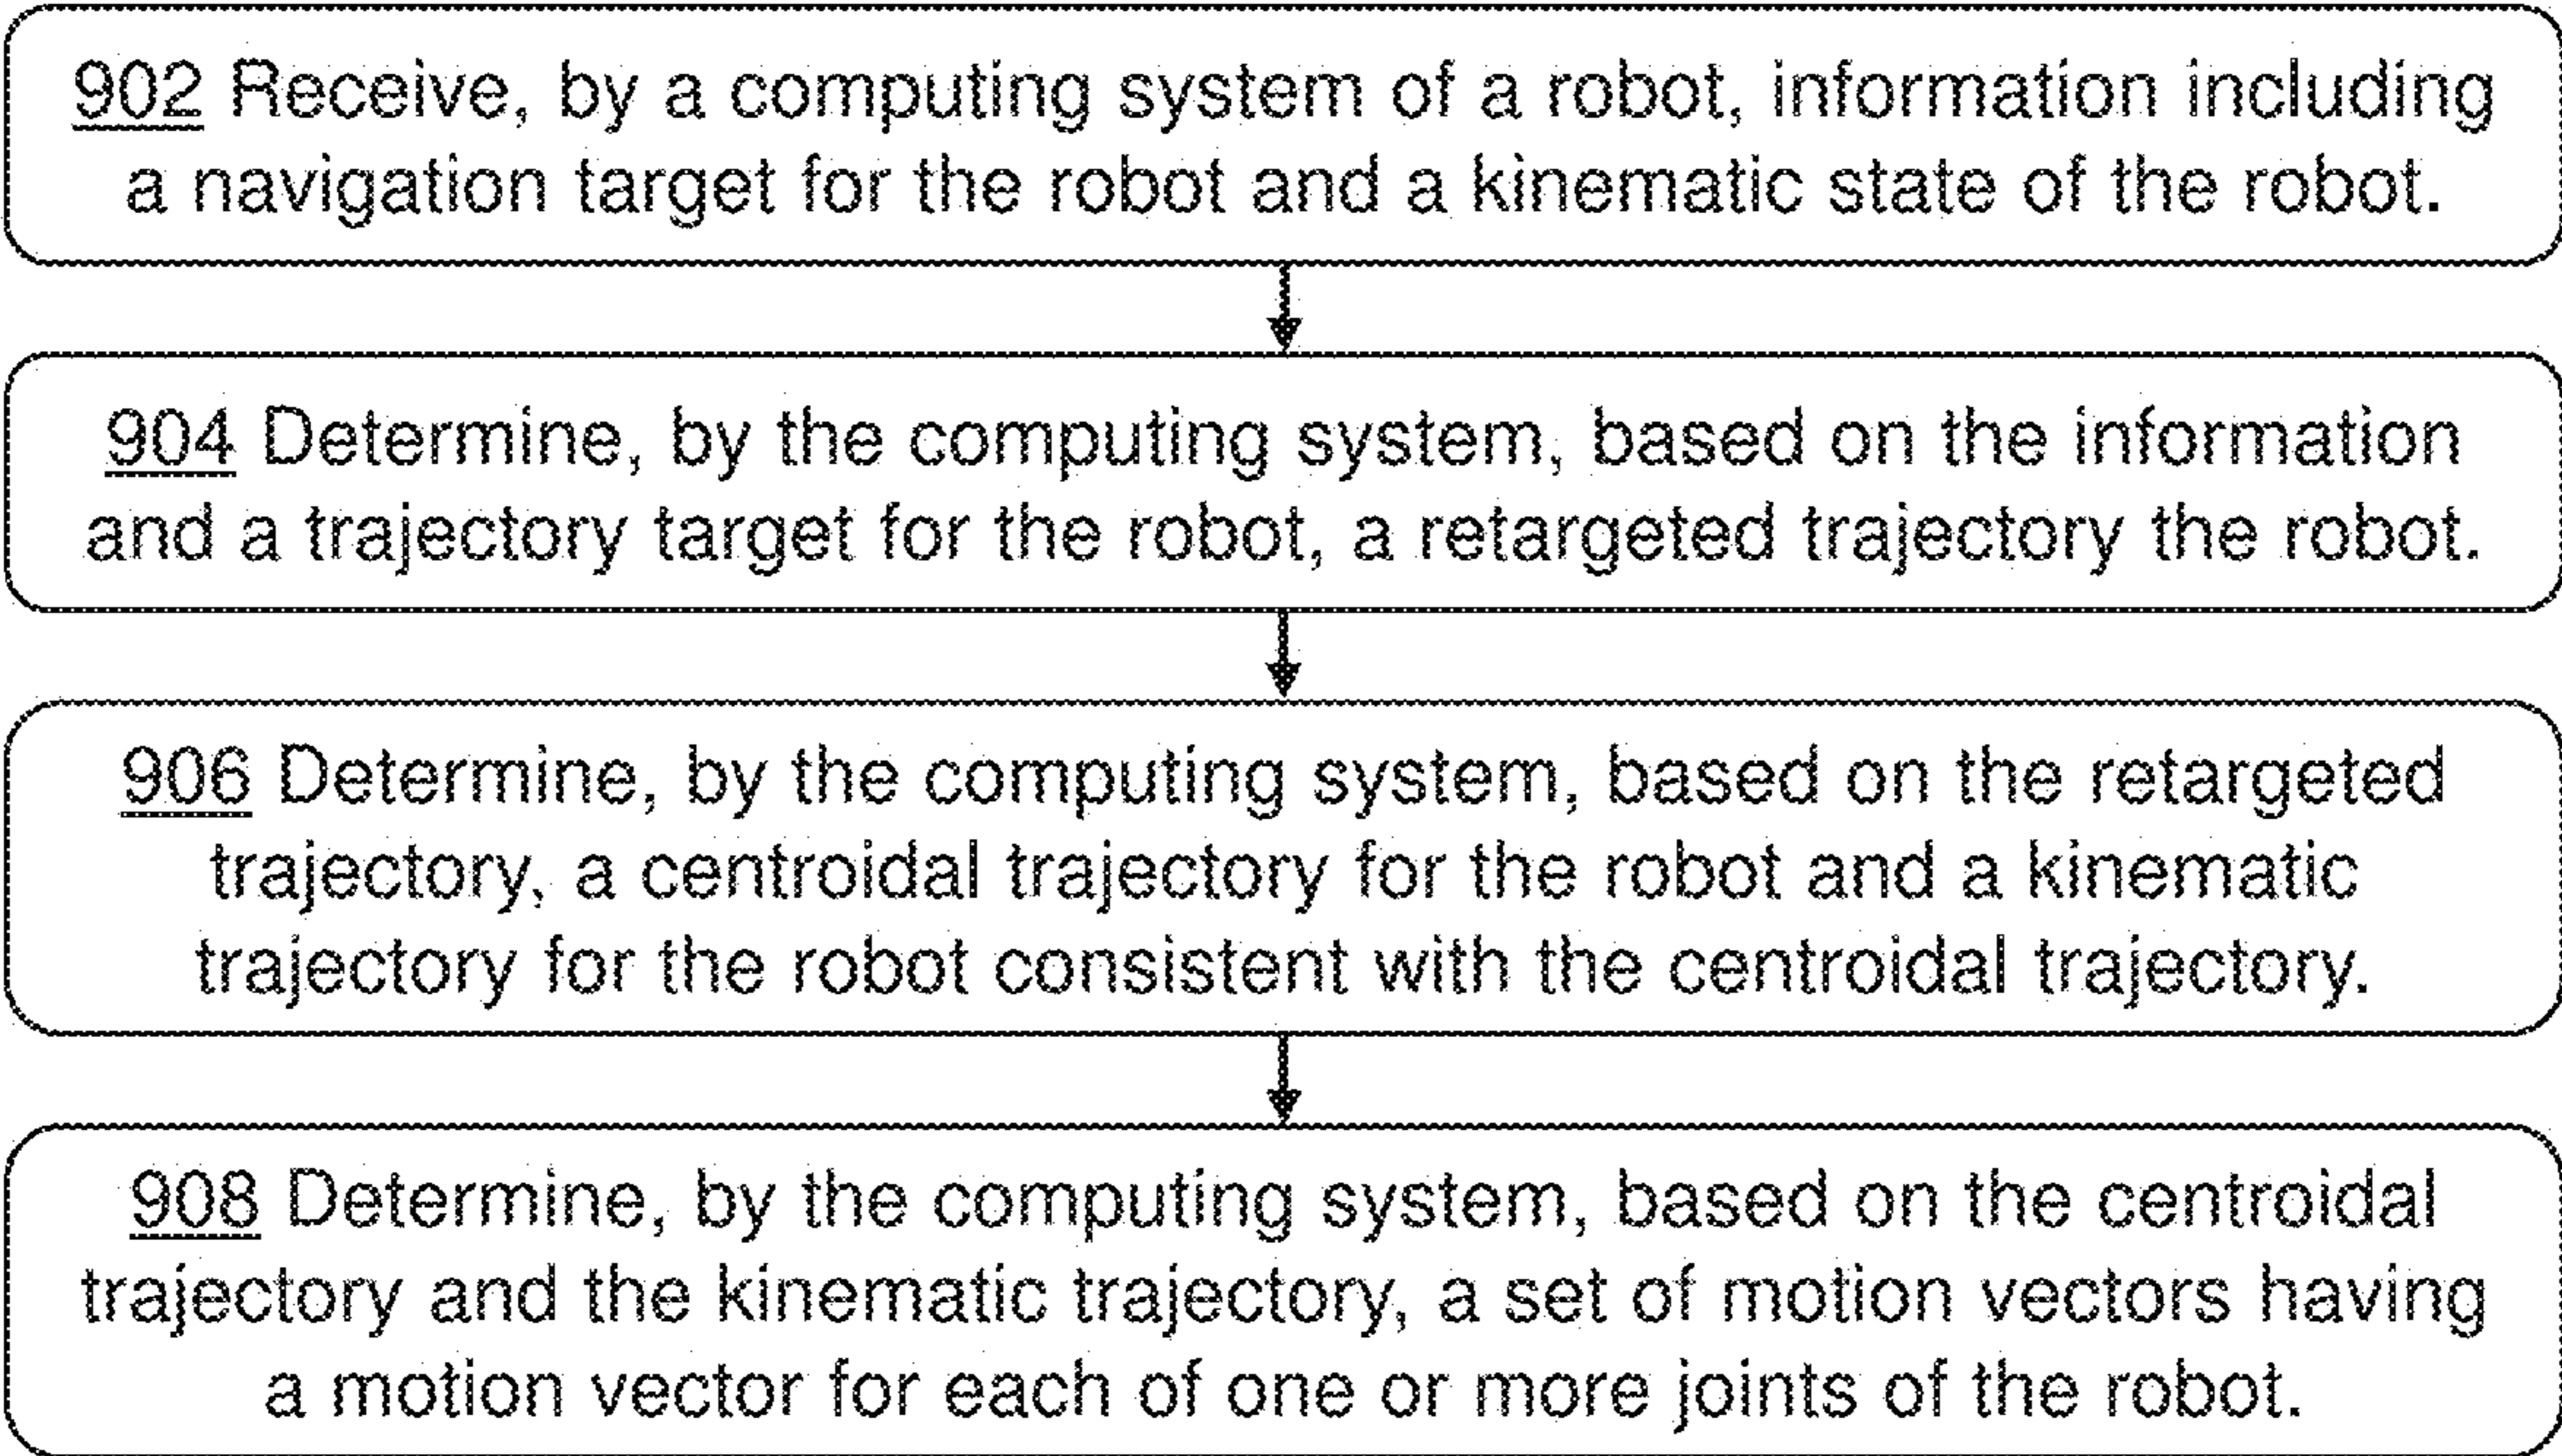 902 Receive, by a computing system of a robot, information including
a navigation target for the robot and a kinematic state of the robot.
904 Determine, by the computing system, based on the information
and a trajectory target for the robot, a retargeted trajectory the robot.
906 Determine, by the computing system, based on the retargeted
trajectory, a centroidal trajectory for the robot and a kinematic
trajectory for the robot consistent with the centroidal trajectory.
908 Determine, by the computing system, based on the centroidal
trajectory and the kinematic trajectory, a set of motion vectors having
a motion vector for each of one or more joints of the robot.